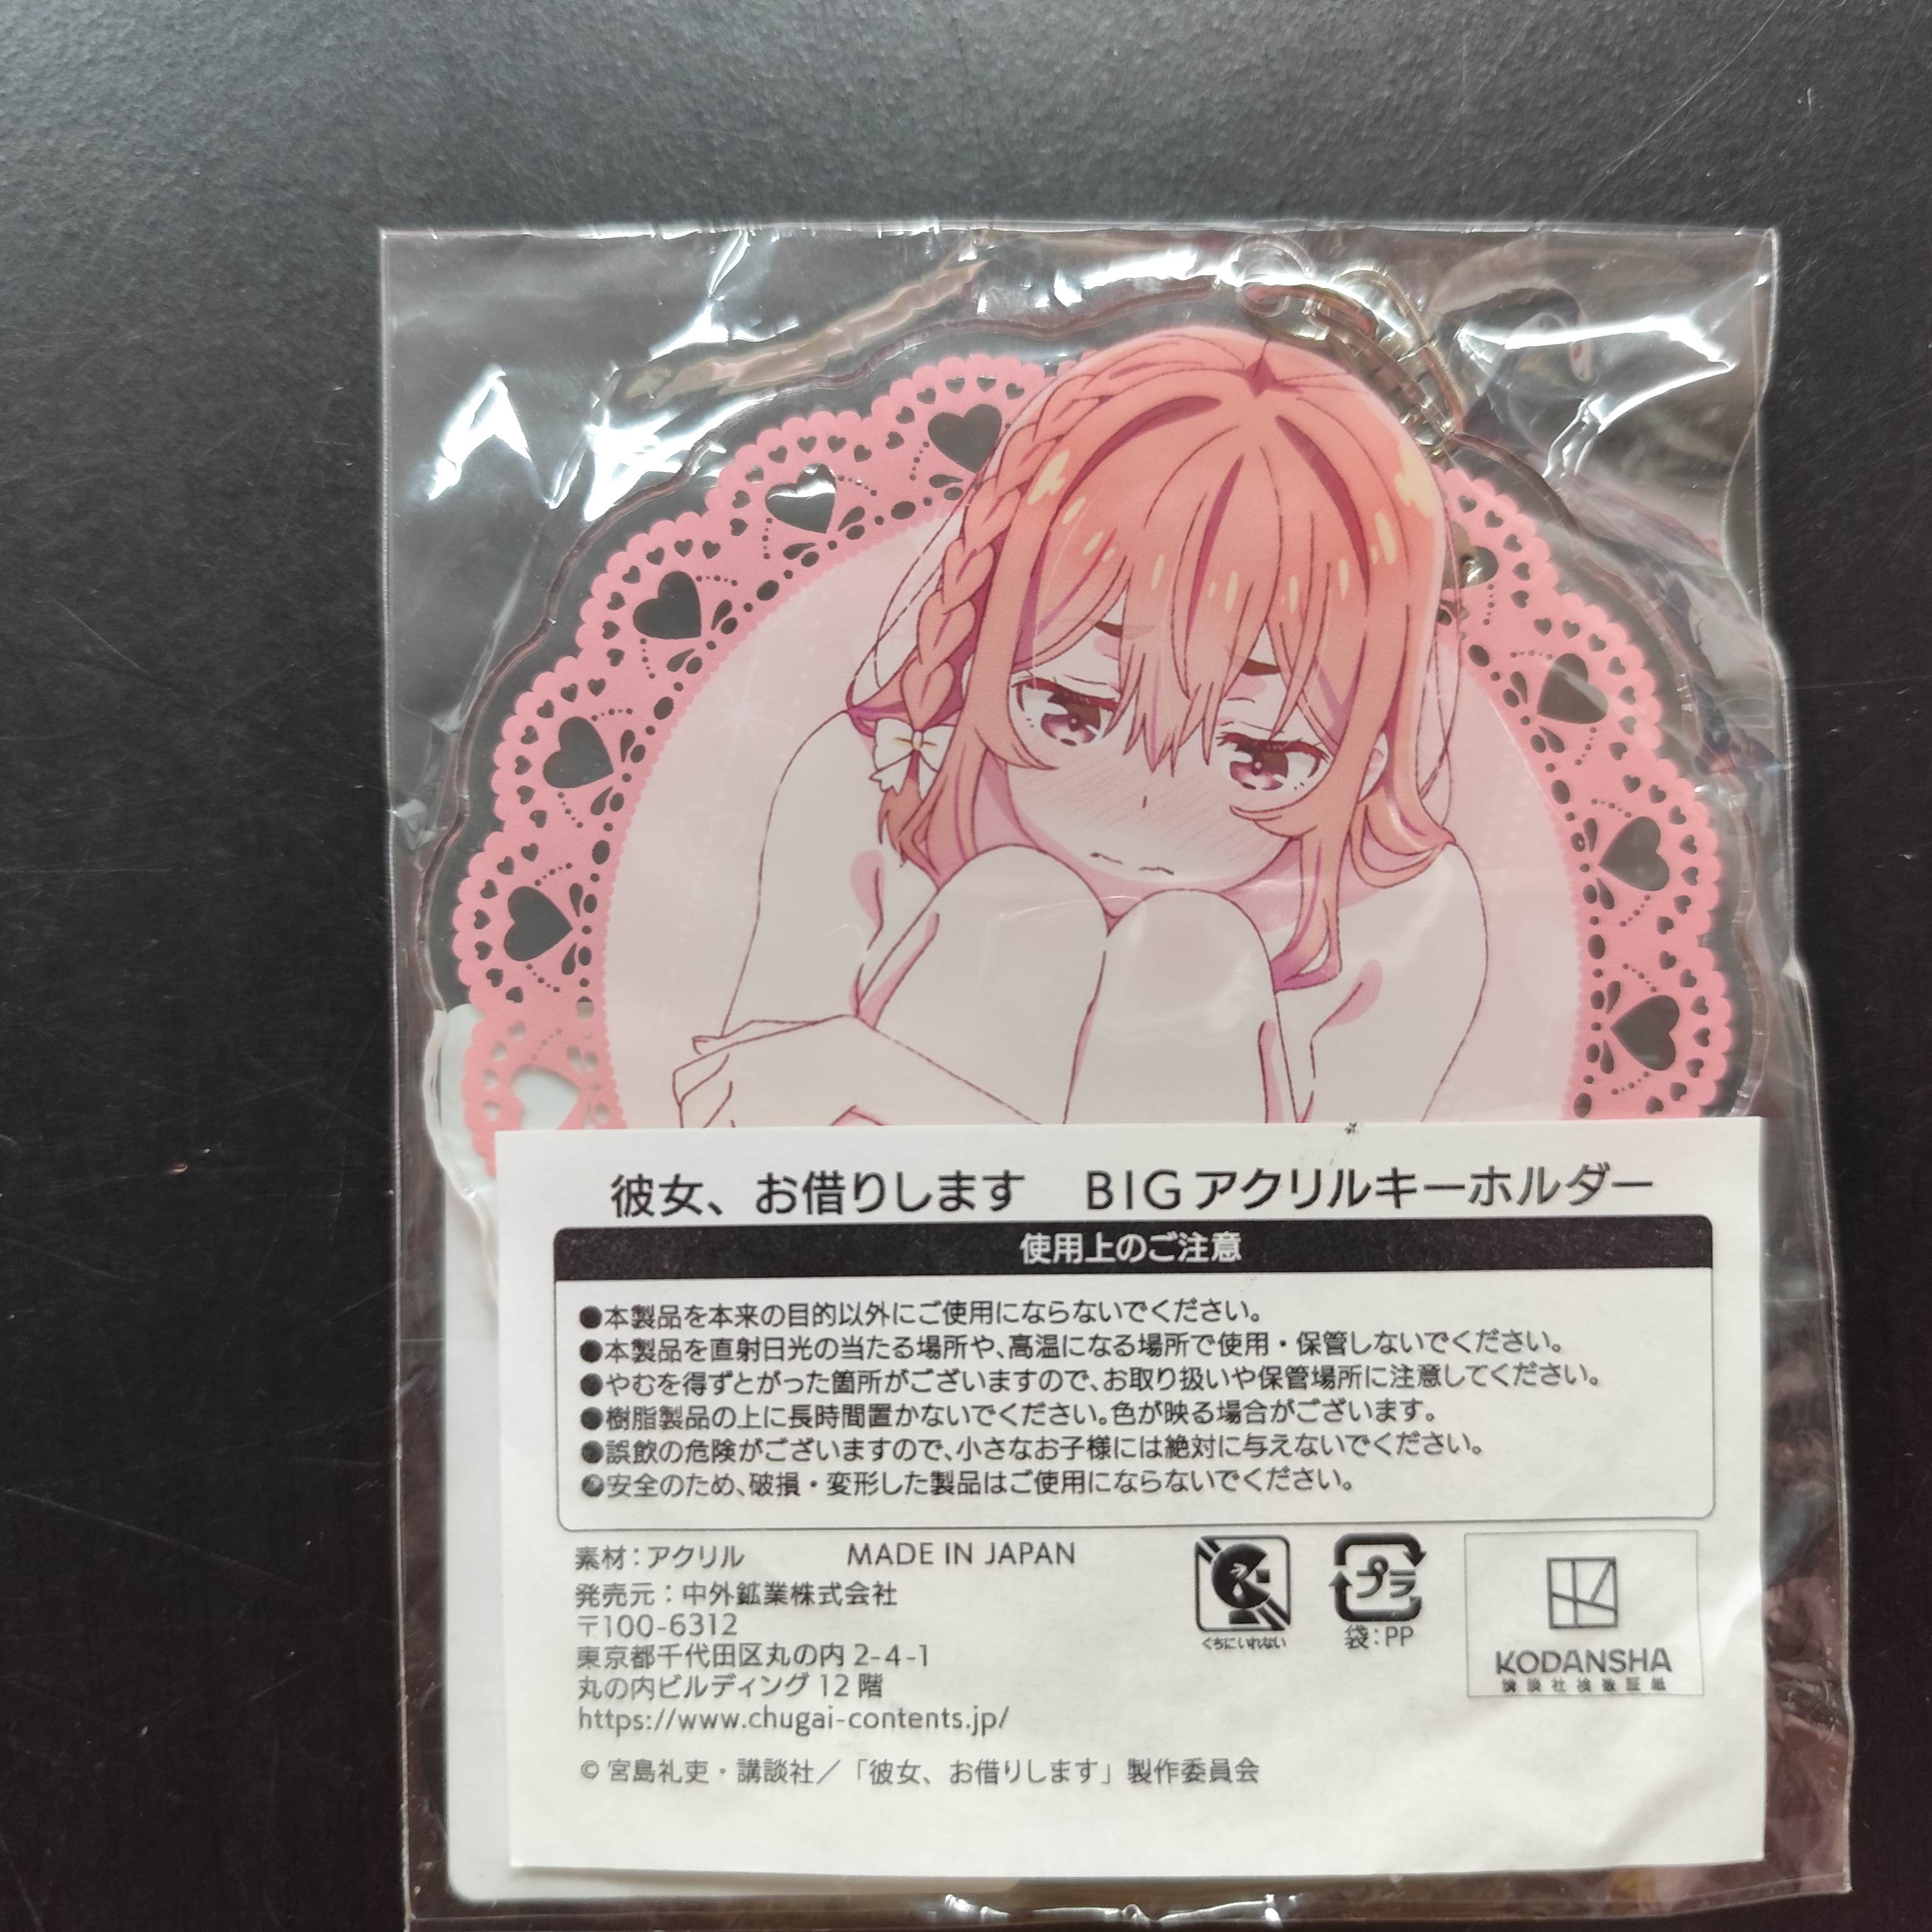 彼女、お借りします　BIGアクリルキーホルダー
使用上のご注意
●本製品を本来の目的以外にご使用にならないでください。
●本製品を直射日光の当たる場所や、高温になる場所で使用・保管しないでください。
●やむを得ずとがった箇所がございますので、お取り扱いや保管場所に注意してください。
●樹脂製品の上に長時間置かないでください。色が映る場合がございます。
●誤飲の危険がございますので、小さなお子様には絶対に与えないでください。
●安全のため、破損・変形した製品はご使用にならないでください。
素材：アクリル　MADE IN JAPAN
発売元：中外鉱業株式会社
〒100-6312
東京都千代田区丸の内2-4-1
丸の内ビルディング12階
https://www.chugai-contents.jp/
©宮島礼吏・講談社／「彼女、お借りします」製作委員会
くちにいれない
プラ
袋：PP
KODANSHA
講談社検数証紙